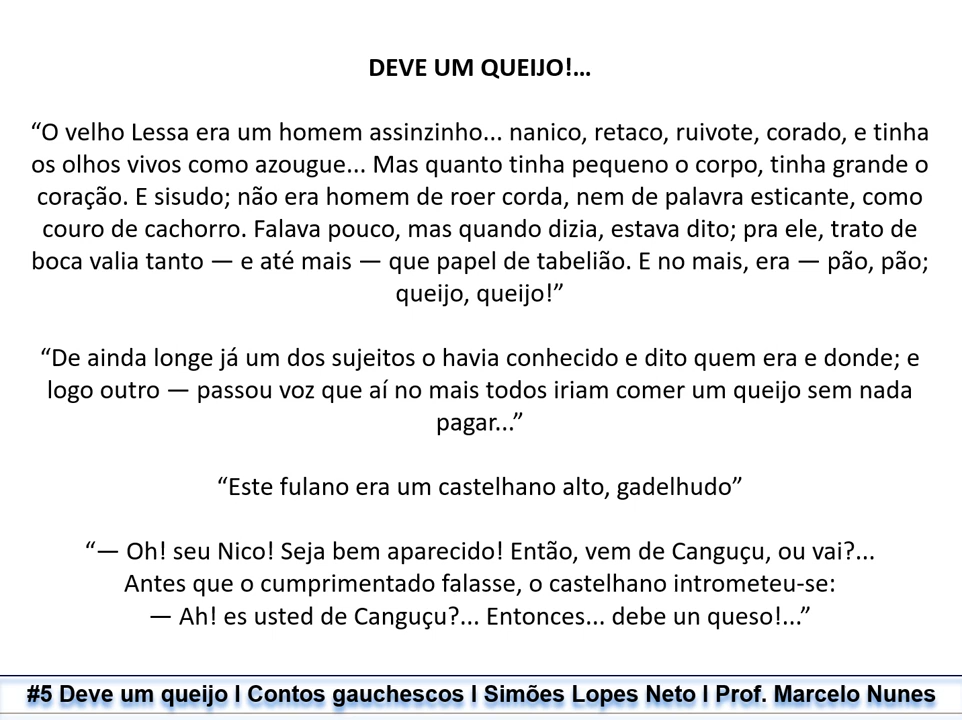 DEVE UM QUEIJO!...
“O velho Lessa era um homem assinzinho... nanico, retaco, ruivote, corado, e tinha
os olhos vivos como azougue... Mas quanto tinha pequeno o corpo, tinha grande o
coração. E sisudo; não era homem de roer corda, nem de palavra esticante, como
couro de cachorro. Falava pouco, mas quando dizia, estava dito; pra ele, trato de
boca valia tanto — e até mais — que papel de tabelião. E no mais, era — pão, pão;
queijo, queijo!”
“De ainda longe já um dos sujeitos o havia conhecido e dito quem era e donde; e
logo outro — passou voz que aí no mais todos iriam comer um queijo sem nada
pagar...”
“Este fulano era um castelhano alto, gadelhudo”
“— Oh! seu Nico! Seja bem aparecido! Então, vem de Canguçu, ou vai?...
Antes que o cumprimentado falasse, o castelhano intrometeu-se:
— Ah! es usted de Canguçu?... Entonces... debe un queso!...”
#5 Deve um queijo I Contos gauchescos I Simões Lopes Neto I Prof. Marcelo Nunes